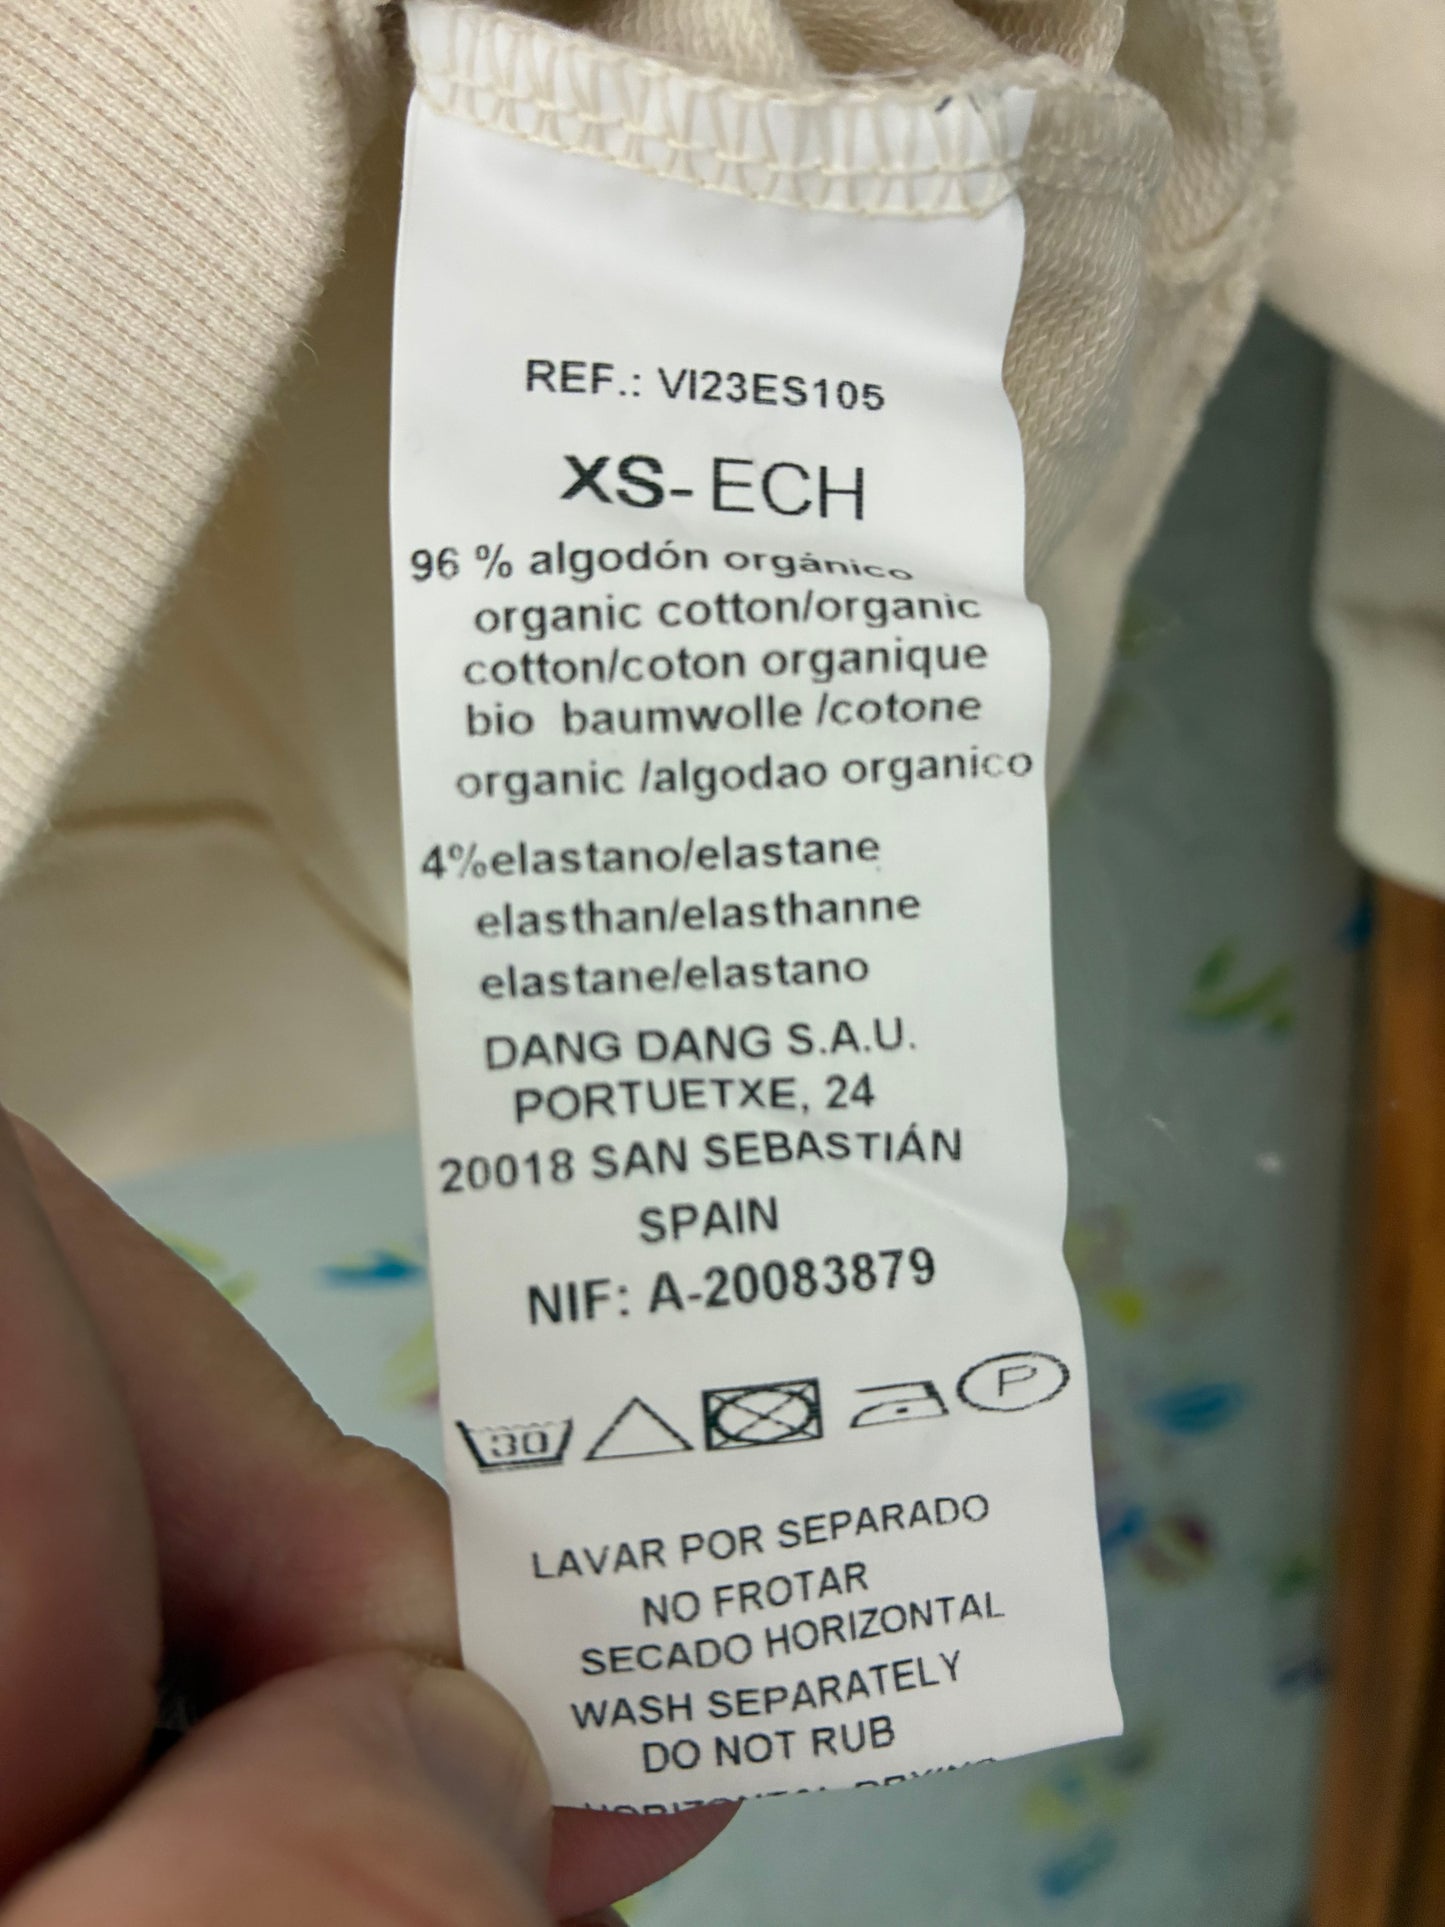 REF.: VI23ES105
XS-ECH
96 % algodón orgánico
organic cotton/organic
cotton/coton organique
bio baumwolle /cotone
organic /algodao organico
4%elastano/elastane
elasthan/elasthanne
elastane/elastano
DANG DANG S.A.U.
PORTUETXE, 24
20018 SAN SEBASTIÁN
SPAIN
NIF: A-20083879
30 P
LAVAR POR SEPARADO
NO FROTAR
SECADO HORIZONTAL
WASH SEPARATELY
DO NOT RUB
HORIZONTAL DRYING